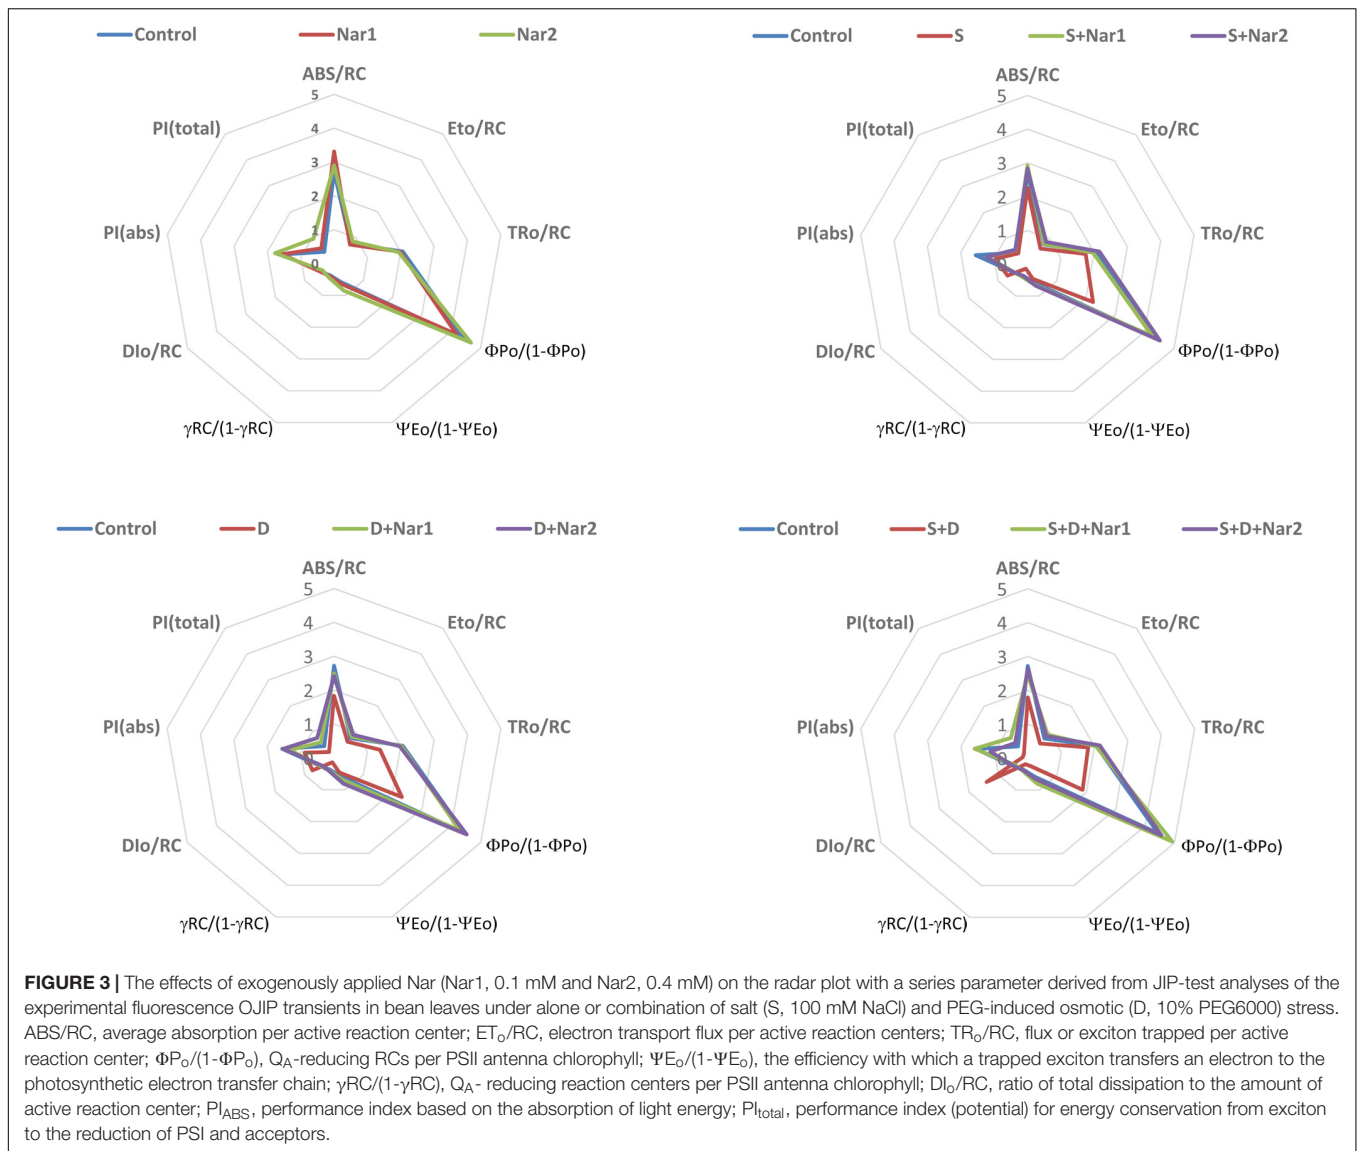 Control Nar1 Nar2
ABS/RC
Eto/RC
TRo/RC
ΦPo/(1-ΦPo)
ΨEo/(1-ΨEo)
γRC/(1-γRC)
DIo/RC
PI(abs)
PI(total)
5
4
3
2
1
0
Control S S+Nar1 S+Nar2
ABS/RC
Eto/RC
TRo/RC
ΦPo/(1-ΦPo)
ΨEo/(1-ΨEo)
γRC/(1-γRC)
DIo/RC
PI(abs)
PI(total)
5
4
3
2
1
0
Control D D+Nar1 D+Nar2
ABS/RC
Eto/RC
TRo/RC
ΦPo/(1-ΦPo)
ΨEo/(1-ΨEo)
γRC/(1-γRC)
DIo/RC
PI(abs)
PI(total)
5
4
3
2
1
0
Control S+D S+D+Nar1 S+D+Nar2
ABS/RC
Eto/RC
TRo/RC
ΦPo/(1-ΦPo)
ΨEo/(1-ΨEo)
γRC/(1-γRC)
DIo/RC
PI(abs)
PI(total)
5
4
3
2
1
0
FIGURE 3 | The effects of exogenously applied Nar (Nar1, 0.1 mM and Nar2, 0.4 mM) on the radar plot with a series parameter derived from JIP-test analyses of the
experimental fluorescence OJIP transients in bean leaves under alone or combination of salt (S, 100 mM NaCl) and PEG-induced osmotic (D, 10% PEG6000) stress.
ABS/RC, average absorption per active reaction center; ETo/RC, electron transport flux per active reaction centers; TRo/RC, flux or exciton trapped per active
reaction center; ΦPo/(1-ΦPo), QA-reducing RCs per PSII antenna chlorophyll; ΨEo/(1-ΨEo), the efficiency with which a trapped exciton transfers an electron to the
photosynthetic electron transfer chain; γRC/(1-γRC), QA- reducing reaction centers per PSII antenna chlorophyll; DIo/RC, ratio of total dissipation to the amount of
active reaction center; PIABS, performance index based on the absorption of light energy; PItotal, performance index (potential) for energy conservation from exciton
to the reduction of PSI and acceptors.